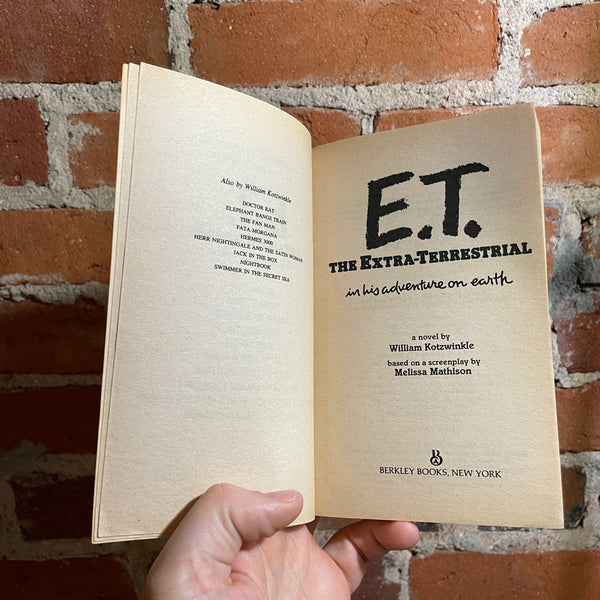 Also by William Kotzwinkle
DOCTOR RAT
ELEPHANT BANGS TRAIN
THE FAN MAN
FATA MORGANA
HERMES 3000
HERR NIGHTINGALE AND THE SATIN WOMAN
JACK IN THE BOX
NIGHTBOOK
SWIMMER IN THE SECRET SEA
E.T.
THE EXTRA-TERRESTRIAL
in his adventure on earth
a novel by
William Kotzwinkle
based on a screenplay by
Melissa Mathison
BERKLEY BOOKS, NEW YORK